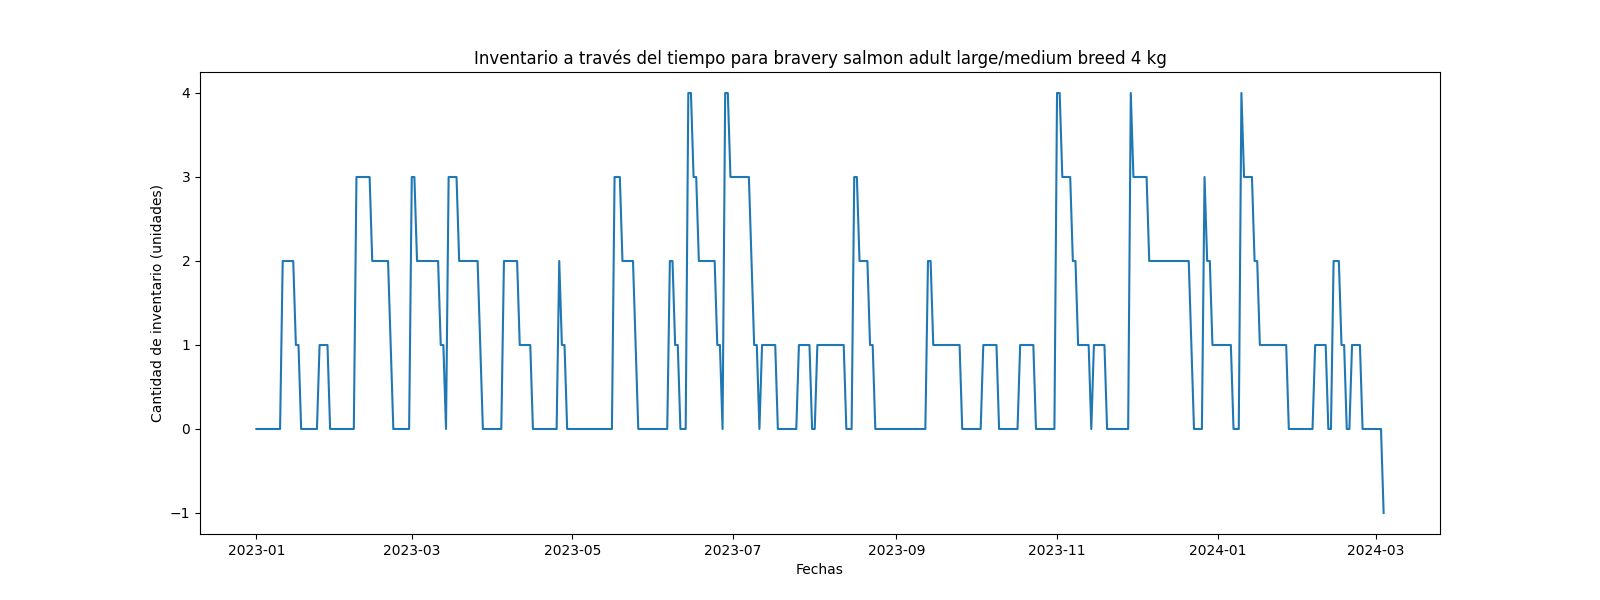 Inventario a través del tiempo para bravery salmon adult large/medium breed 4 kg
Cantidad de inventario (unidades)
4
3
2
1
0
−1
2023-01 2023-03 2023-05 2023-07 2023-09 2023-11 2024-01 2024-03
Fechas